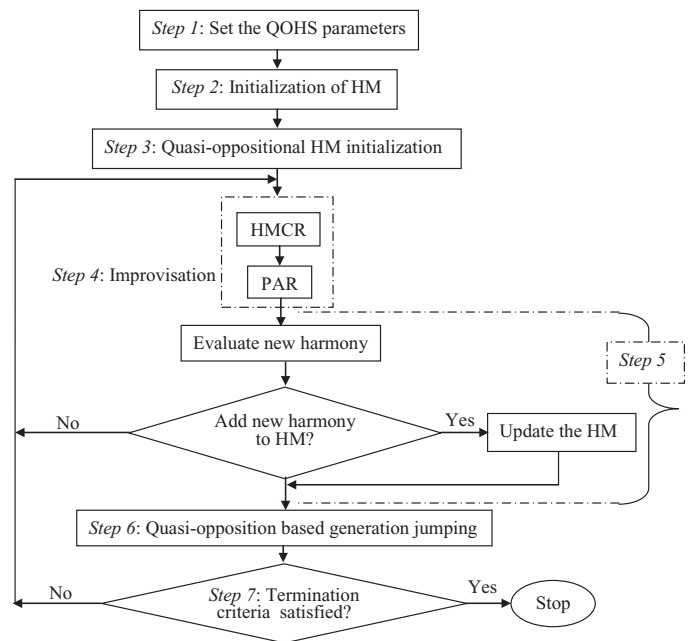 Step 1: Set the QOHS parameters
Step 2: Initialization of HM
Step 3: Quasi-oppositional HM initialization
HMCR
Step 4: Improvisation
PAR
Evaluate new harmony
Step 5
No
Add new harmony
to HM?
Yes
Update the HM
Step 6: Quasi-opposition based generation jumping
No
Step 7: Termination
criteria satisfied?
Yes
Stop